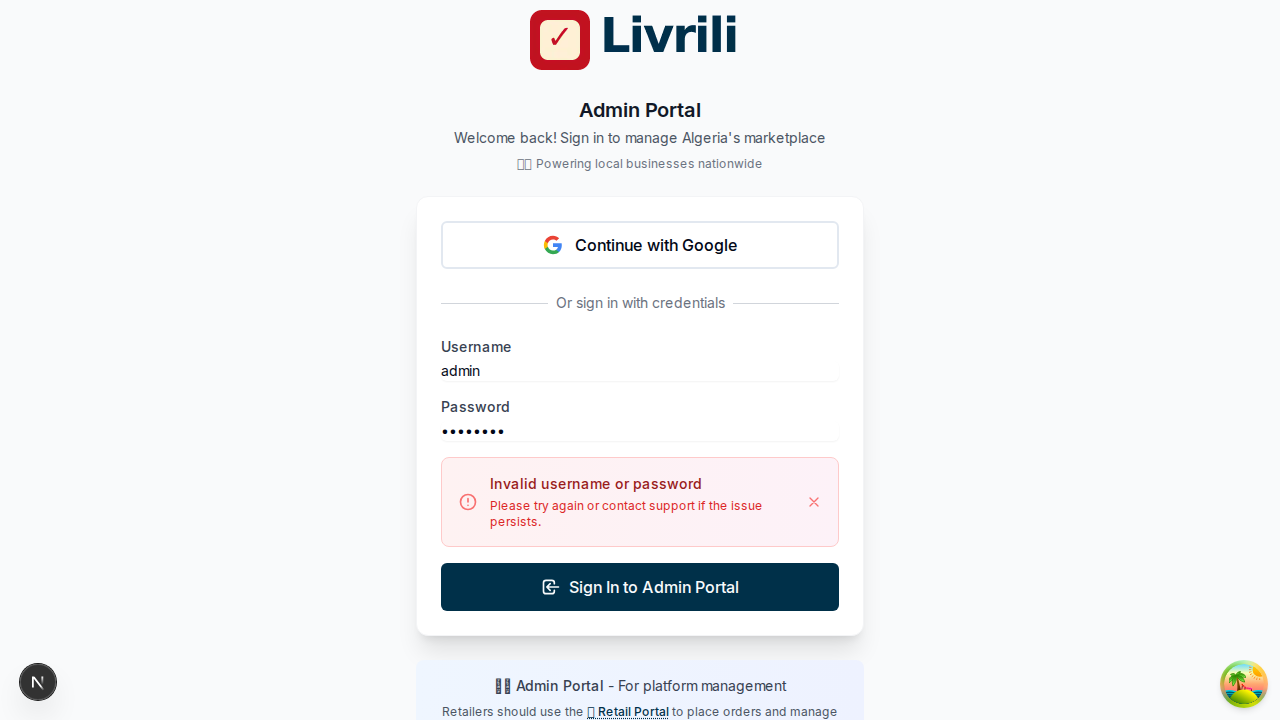 ✓ Livrili
Admin Portal
Welcome back! Sign in to manage Algeria's marketplace
Powering local businesses nationwide
Continue with Google
Or sign in with credentials
Username
admin
Password
••••••••
Invalid username or password
Please try again or contact support if the issue
persists.
Sign In to Admin Portal
Admin Portal - For platform management
Retailers should use the Retail Portal to place orders and manage
N